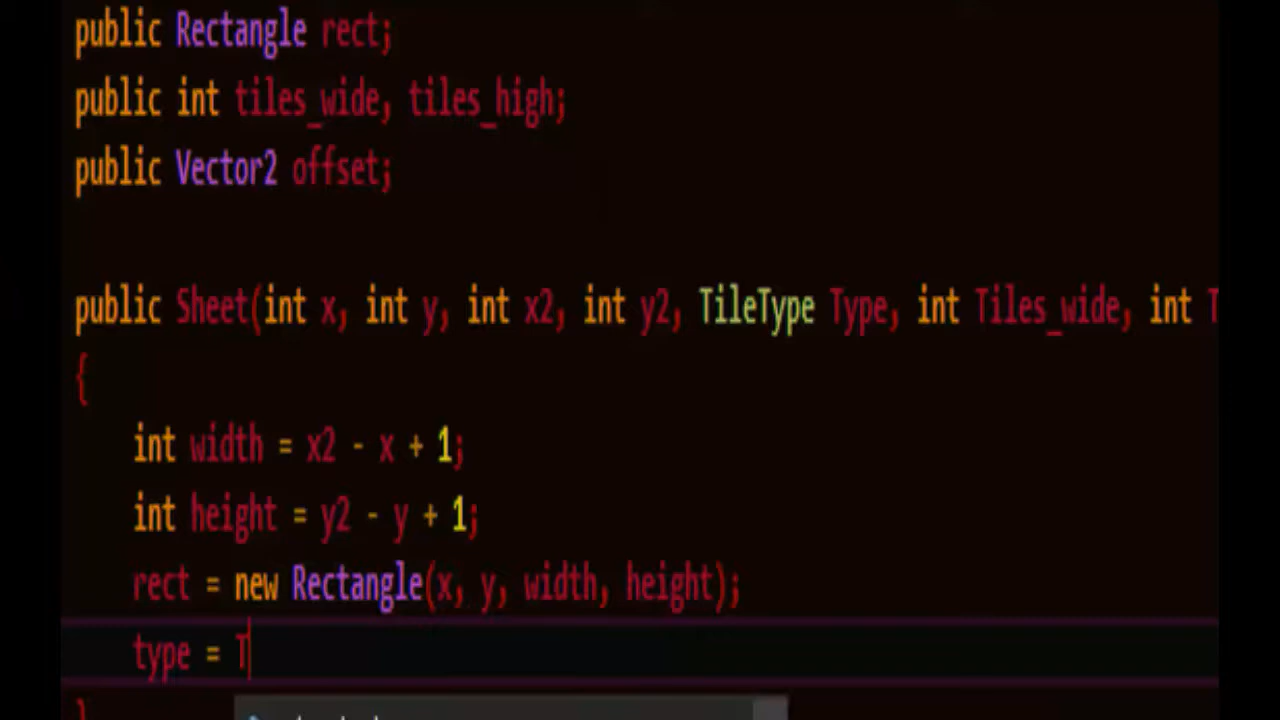 public Rectangle rect;
public int tiles_wide, tiles_high;
public Vector2 offset;
public Sheet(int x, int y, int x2, int y2, TileType Type, int Tiles_wide, int T
{
int width = x2 - x + 1;
int height = y2 - y + 1;
rect = new Rectangle(x, y, width, height);
type = T
}